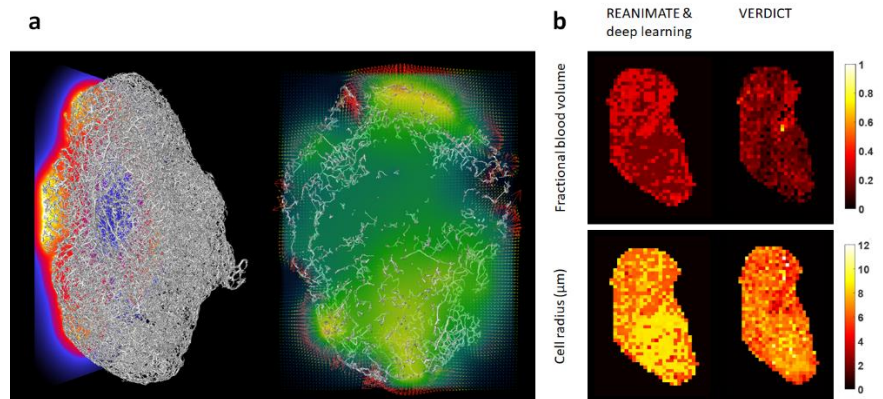 a
b
REANIMATE &
deep learning
VERDICT
Fractional blood volume
1
0.8
0.6
0.4
0.2
0
Cell radius (µm)
12
10
8
6
4
2
0